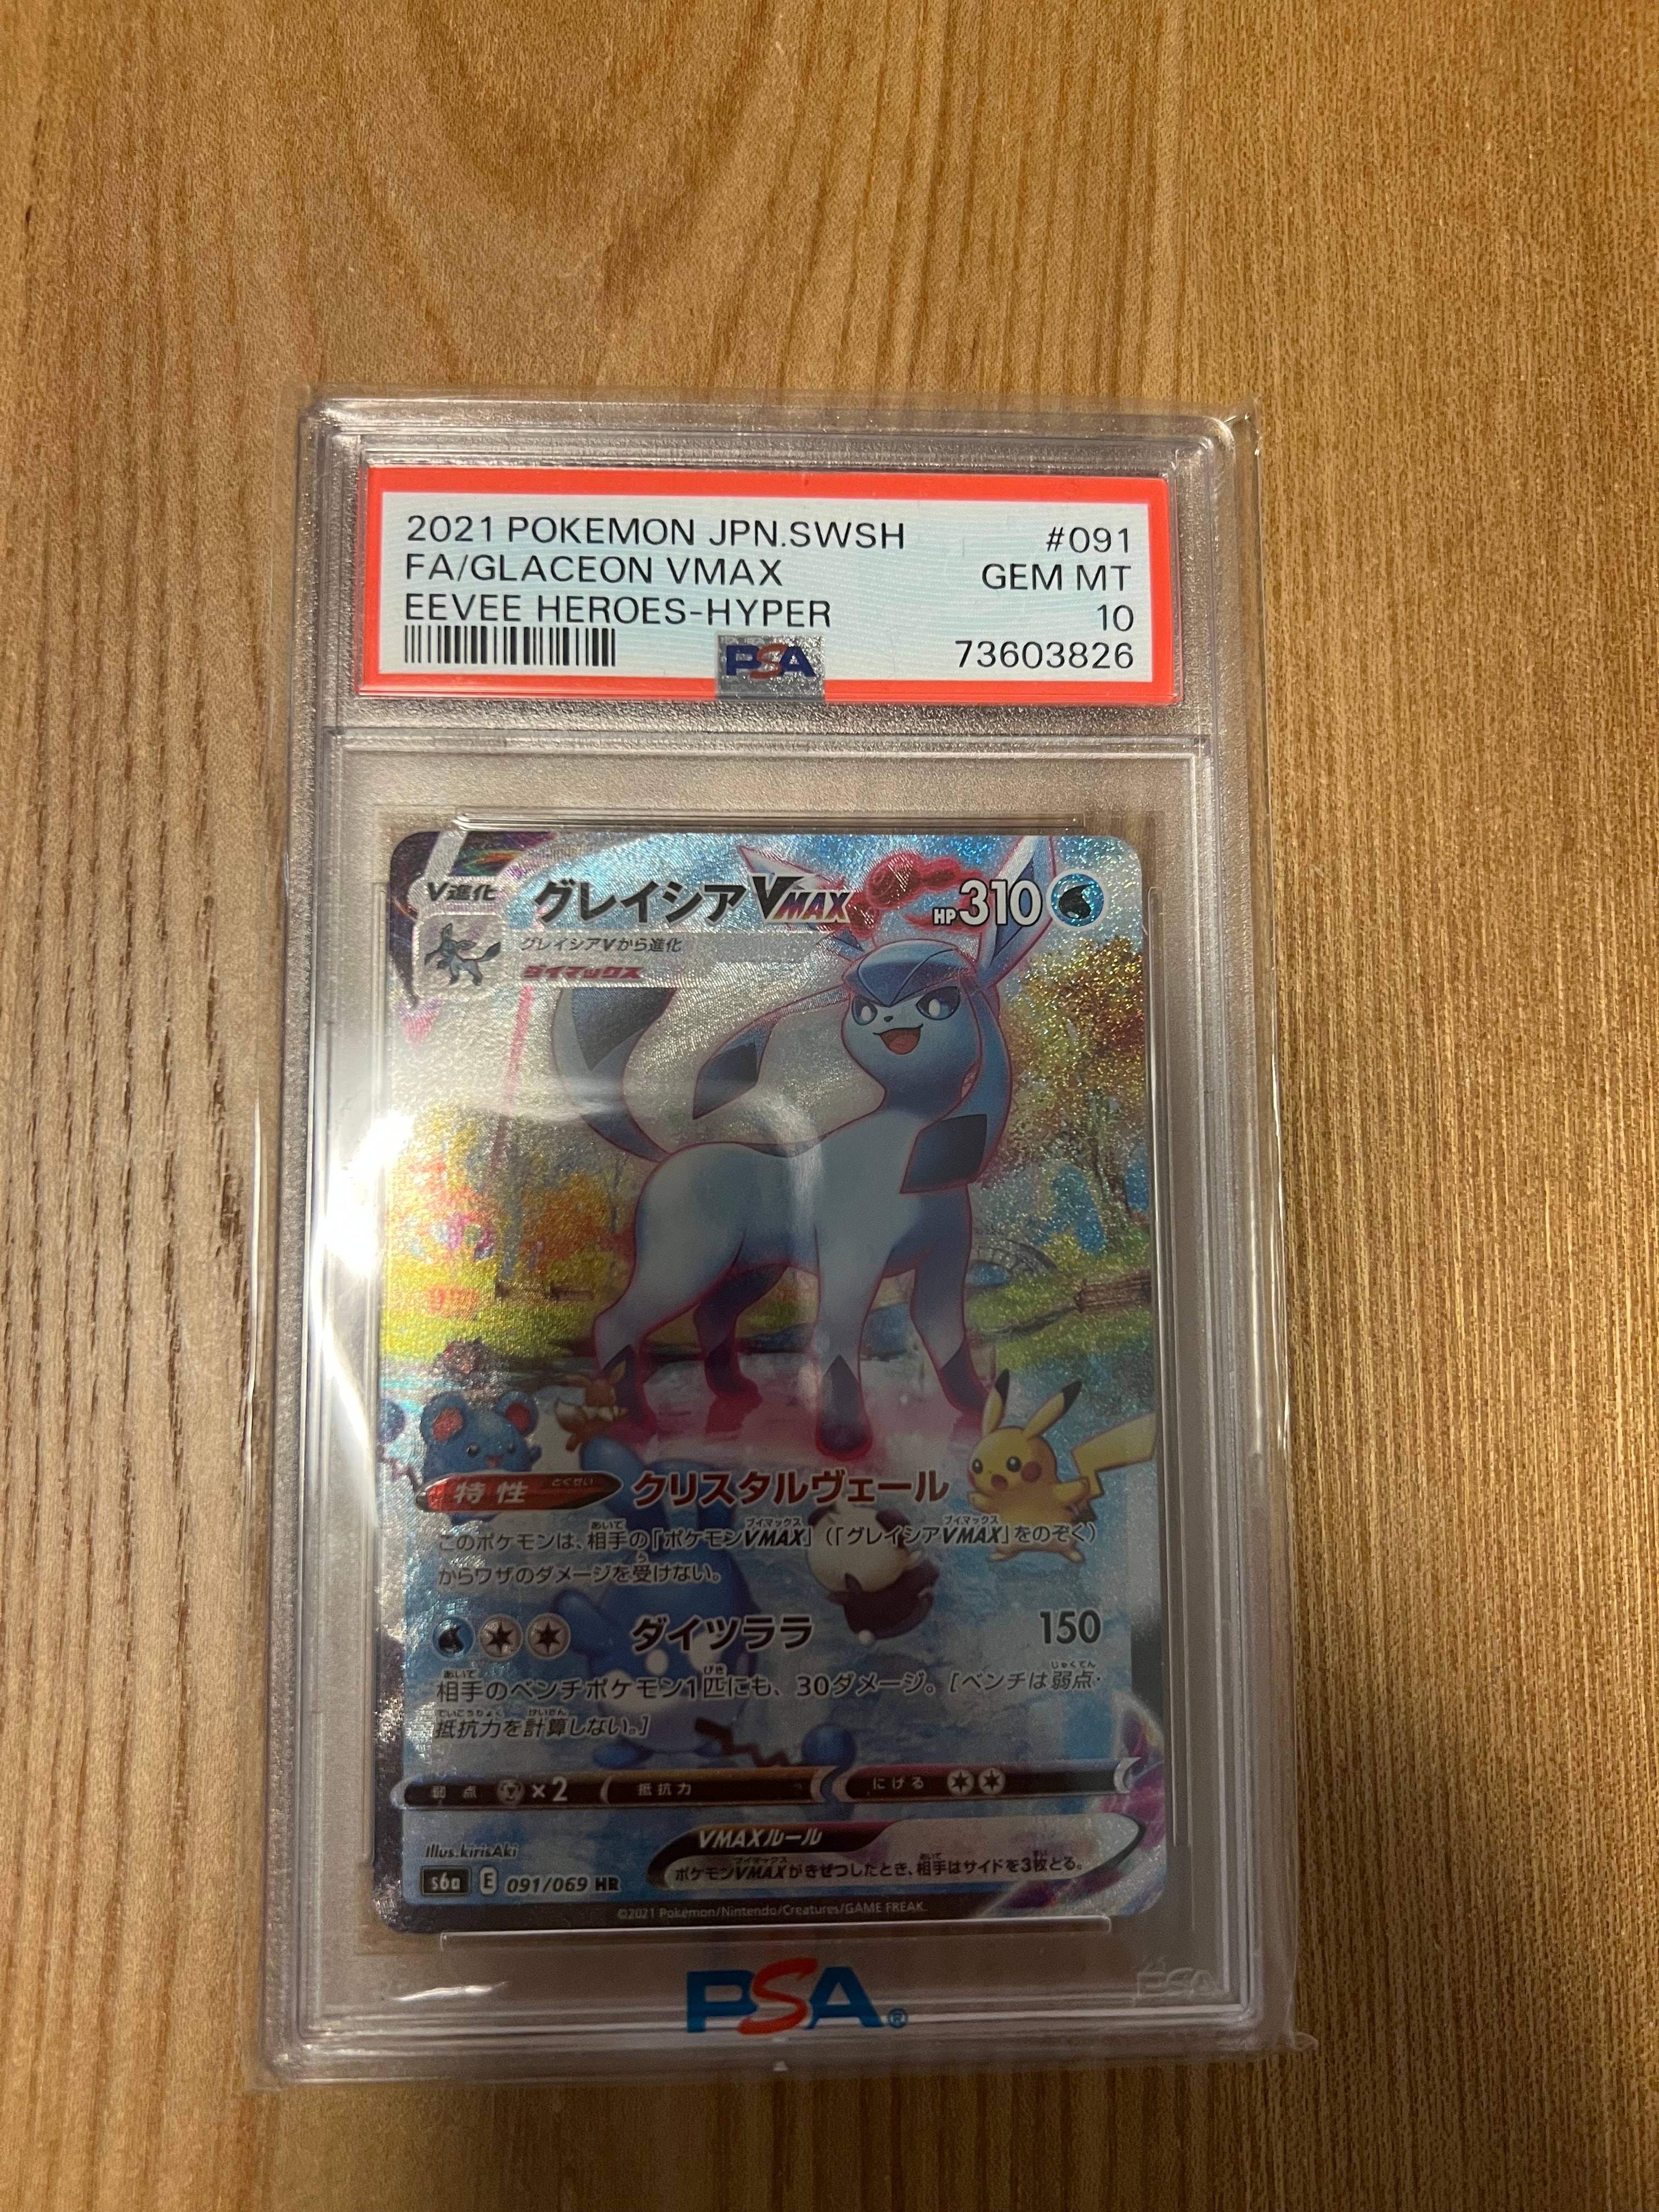 2021 POKEMON JPN.SWSH #091
FA/GLACEON VMAX GEM MT
EEVEE HEROES-HYPER 10
PSA 73603826
V進化 グレイシアVMAX HP310
グレイシアVから進化
ダイマックス
特性 とくせい クリスタルヴェール
このポケモンは、相手の「ポケモンVMAX」(「グレイシアVMAX」をのぞく)
からワザのダメージを受けない。
ダイツララ 150
相手のベンチポケモン1匹にも、30ダメージ。[ベンチは弱点・
抵抗力を計算しない。]
弱点 ×2 抵抗力 にげる
Illus.kirisAki VMAXルール
ポケモンVMAXがきぜつしたとき、相手はサイドを3枚とる。
s6a E 091/069 HR
©2021 Pokémon/Nintendo/Creatures/GAME FREAK.
PSA®
PSA